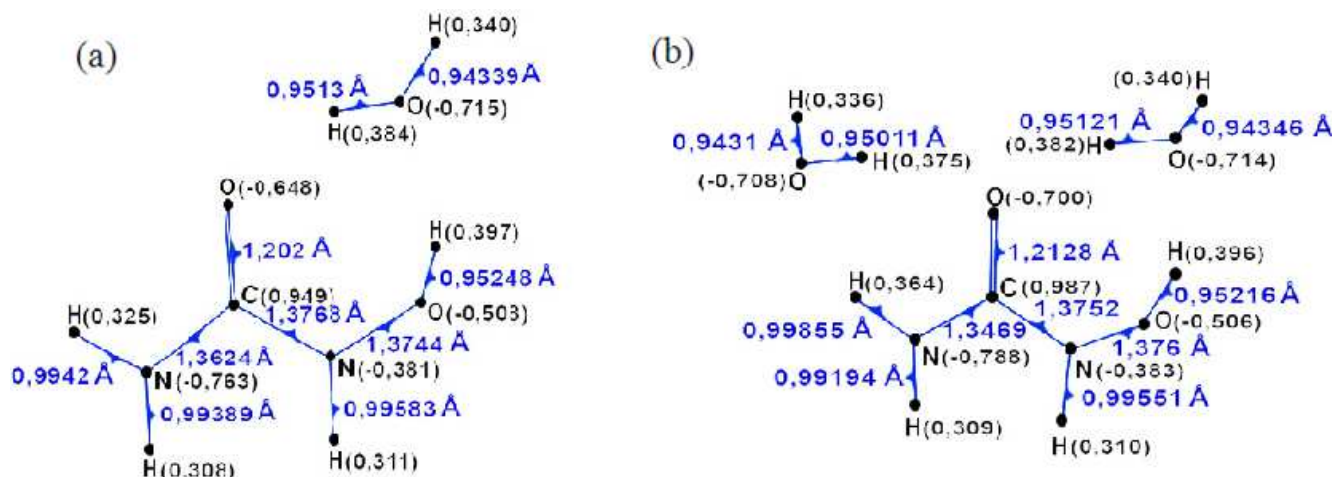 (a)
H(0,340)
0,9513 Å
0,94339 Å
O(-0,715)
H(0,384)
O(-0,648)
H(0,397)
1,202 Å
0,95248 Å
C(0,949)
O(-0,503)
H(0,325)
1,3768 Å
1,3624 Å
1,3744 Å
0,9942 Å
N(-0,763)
N(-0,381)
0,99389 Å
0,99583 Å
H(0,308)
H(0,311)
(b)
H(0,336)
0,9431 Å
0,95011 Å
H(0,375)
(-0,708)O
(0,340)H
0,95121 Å
0,94346 Å
(0,382)H
O(-0,714)
O(-0,700)
H(0,396)
1,2128 Å
0,95216 Å
H(0,364)
C(0,987)
1,3752
O(-0,506)
0,99855 Å
1,3469
1,376 Å
N(-0,788)
N(-0,383)
0,99194 Å
0,99551 Å
H(0,309)
H(0,310)